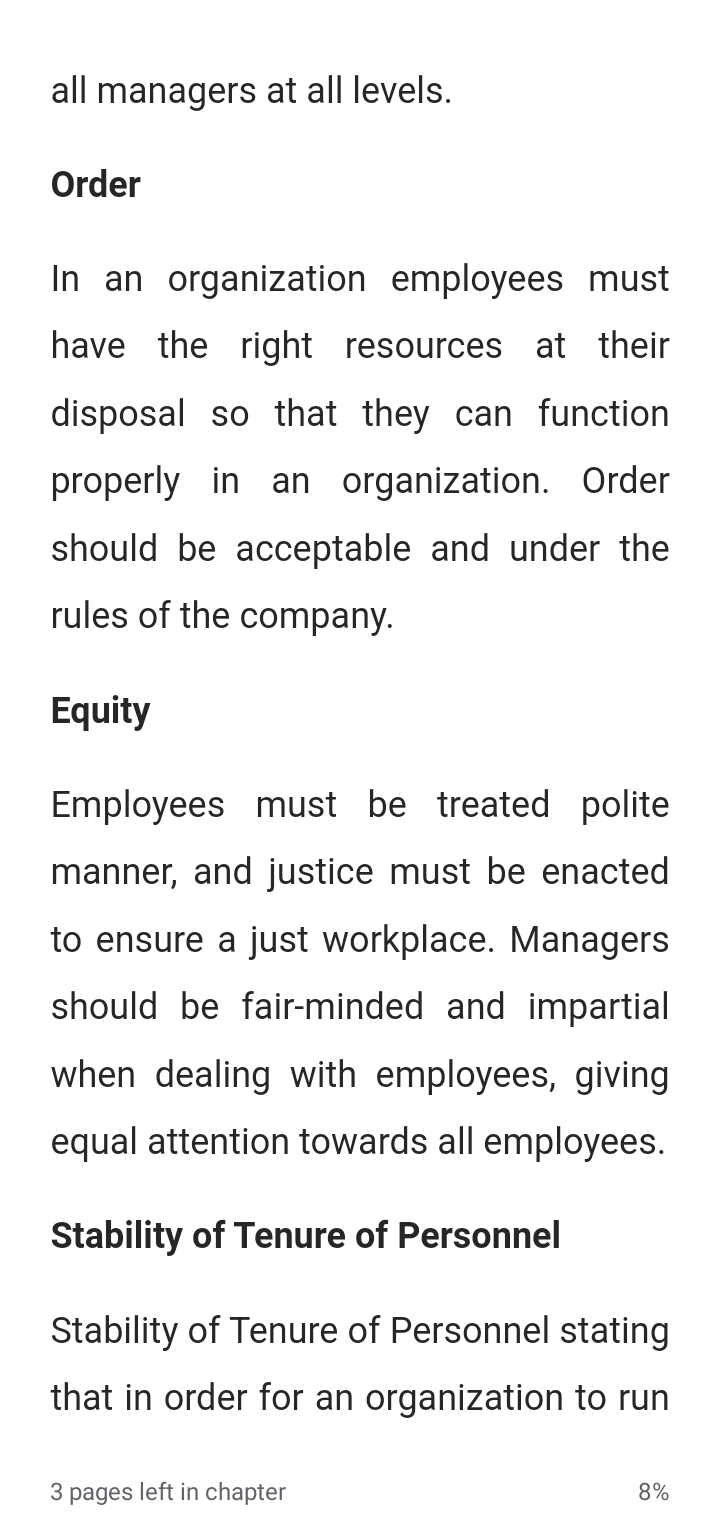 all managers at all levels.
Order
In an organization employees must
have the right resources at their
disposal so that they can function
properly in an organization. Order
should be acceptable and under the
rules of the company.
Equity
Employees must be treated polite
manner, and justice must be enacted
to ensure a just workplace. Managers
should be fair-minded and impartial
when dealing with employees, giving
equal attention towards all employees.
Stability of Tenure of Personnel
Stability of Tenure of Personnel stating
that in order for an organization to run
3 pages left in chapter 8%